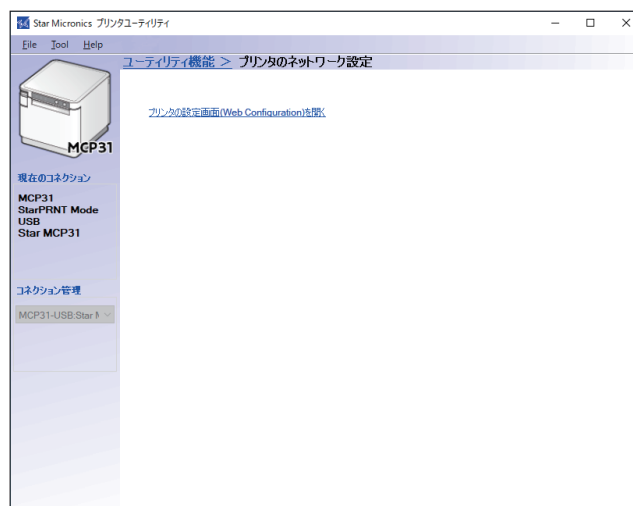 Star Micronics プリンタユーティリティ
File Tool Help
ユーティリティ機能 > プリンタのネットワーク設定
MCP31
プリンタの設定画面(Web Configuration)を開く
現在のコネクション
MCP31
StarPRNT Mode
USB
Star MCP31
コネクション管理
MCP31-USB:Star M